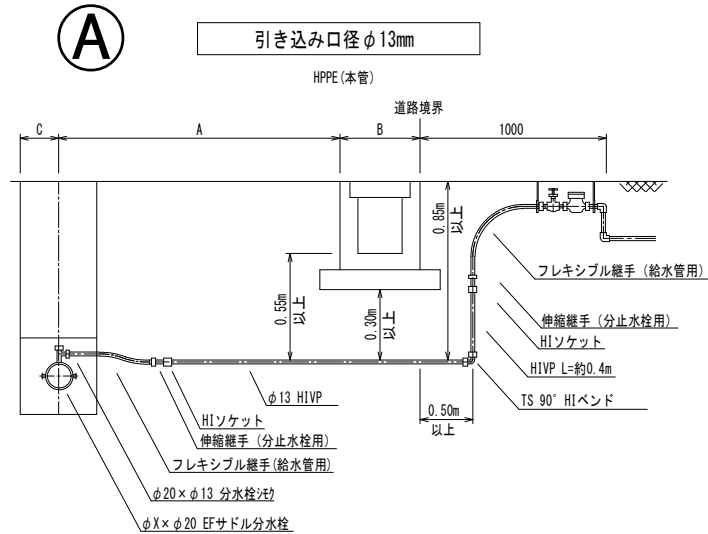 A
引き込み口径φ13mm
HPPE(本管)
道路境界
C
A
B
1000
0.85m
以上
フレキシブル継手(給水管用)
0.55m
以上
0.30m
以上
伸縮継手(分止水栓用)
HIソケット
HIVP L=約0.4m
TS 90°HIベンド
φ13 HIVP
0.50m
以上
HIソケット
伸縮継手(分止水栓用)
フレキシブル継手(給水管用)
φ20×φ13 分水栓ｼﾓｸ
φX×φ20 EFサドル分水栓